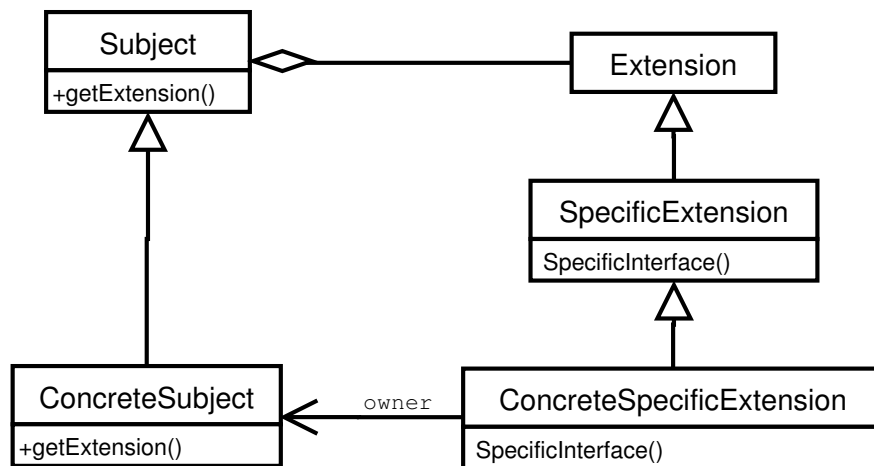 Subject
+getExtension()
Extension
SpecificExtension
SpecificInterface()
ConcreteSubject
+getExtension()
owner
ConcreteSpecificExtension
SpecificInterface()